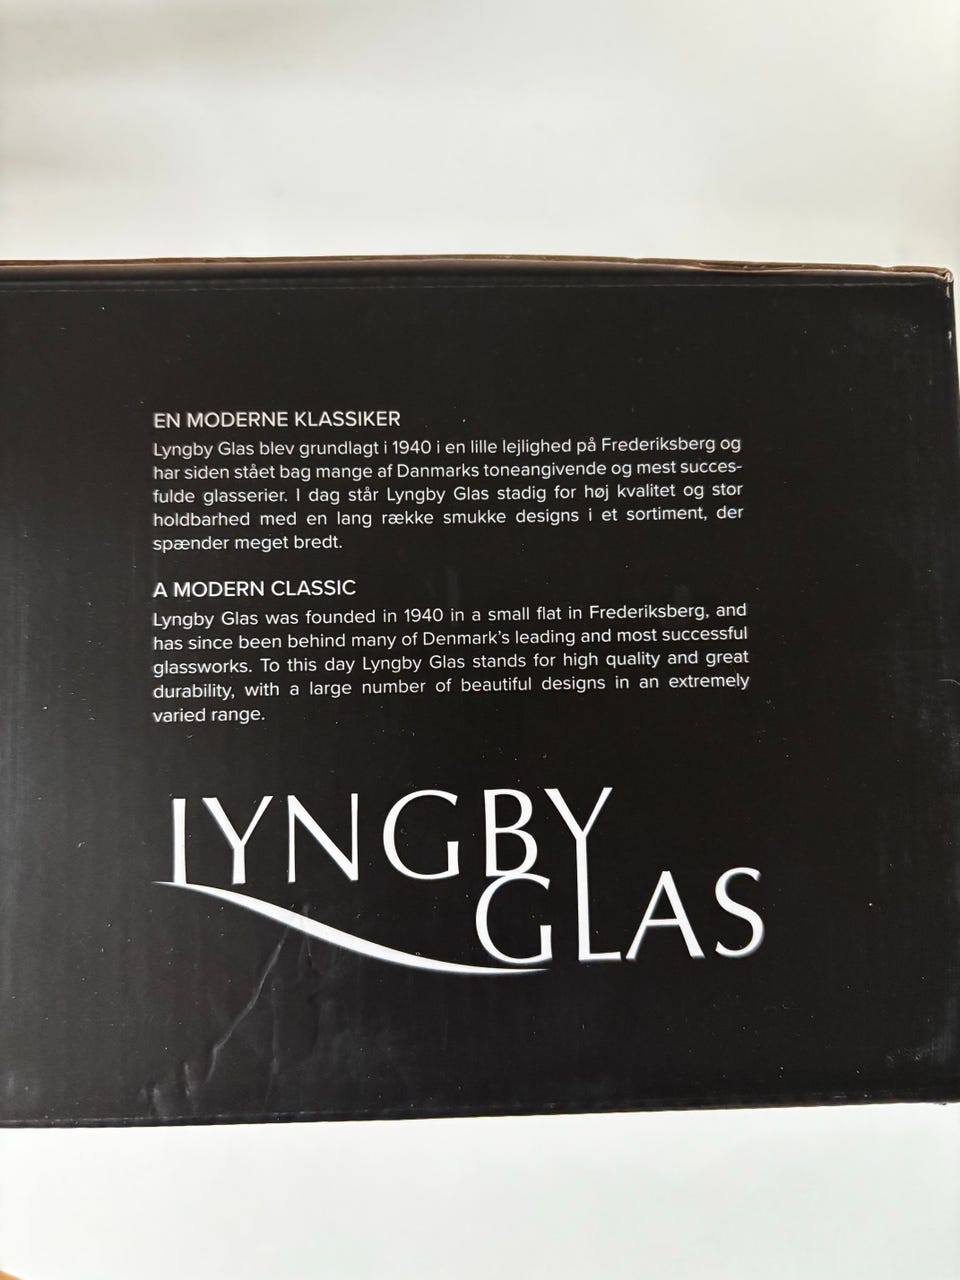 EN MODERNE KLASSIKER
Lyngby Glas blev grundlagt i 1940 i en lille lejlighed på Frederiksberg og
har siden stået bag mange af Danmarks toneangivende og mest succes-
fulde glasserier. I dag står Lyngby Glas stadig for høj kvalitet og stor
holdbarhed med en lang række smukke designs i et sortiment, der
spænder meget bredt.
A MODERN CLASSIC
Lyngby Glas was founded in 1940 in a small flat in Frederiksberg, and
has since been behind many of Denmark's leading and most successful
glassworks. To this day Lyngby Glas stands for high quality and great
durability, with a large number of beautiful designs in an extremely
varied range.
LYNGBY
GLAS